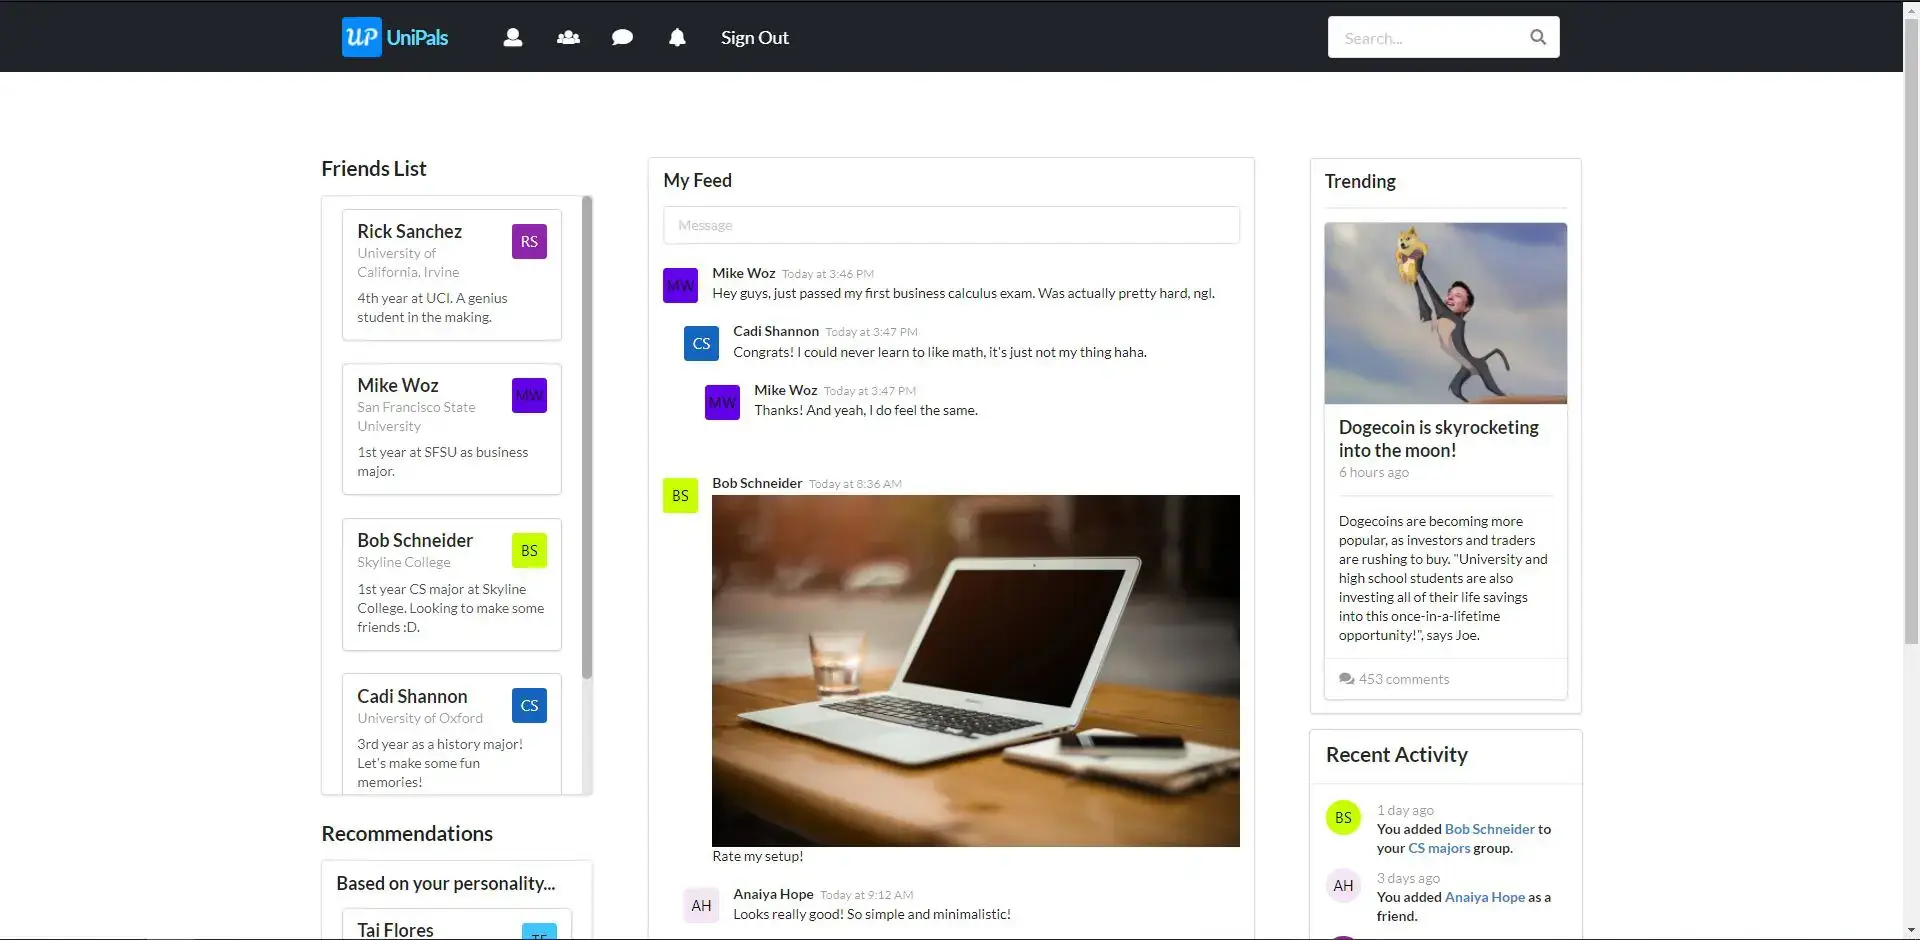 UP UniPals
Sign Out
Search...
Friends List
Rick Sanchez
RS
University of
California, Irvine
4th year at UCI. A genius
student in the making.
Mike Woz
MW
San Francisco State
University
1st year at SFSU as business
major.
Bob Schneider
BS
Skyline College
1st year CS major at Skyline
College. Looking to make some
friends :D.
Cadi Shannon
CS
University of Oxford
3rd year as a history major!
Let's make some fun
memories!
Recommendations
Based on your personality...
Tai Flores
TF
My Feed
Message
MW
Mike Woz Today at 3:46 PM
Hey guys, just passed my first business calculus exam. Was actually pretty hard, ngl.
CS
Cadi Shannon Today at 3:47 PM
Congrats! I could never learn to like math, it's just not my thing haha.
MW
Mike Woz Today at 3:47 PM
Thanks! And yeah, I do feel the same.
BS
Bob Schneider Today at 8:36 AM
Rate my setup!
AH
Anaiya Hope Today at 9:12 AM
Looks really good! So simple and minimalistic!
Trending
Dogecoin is skyrocketing
into the moon!
6 hours ago
Dogecoins are becoming more
popular, as investors and traders
are rushing to buy. "University and
high school students are also
investing all of their life savings
into this once-in-a-lifetime
opportunity!", says Joe.
453 comments
Recent Activity
BS
1 day ago
You added Bob Schneider to
your CS majors group.
AH
3 days ago
You added Anaiya Hope as a
friend.